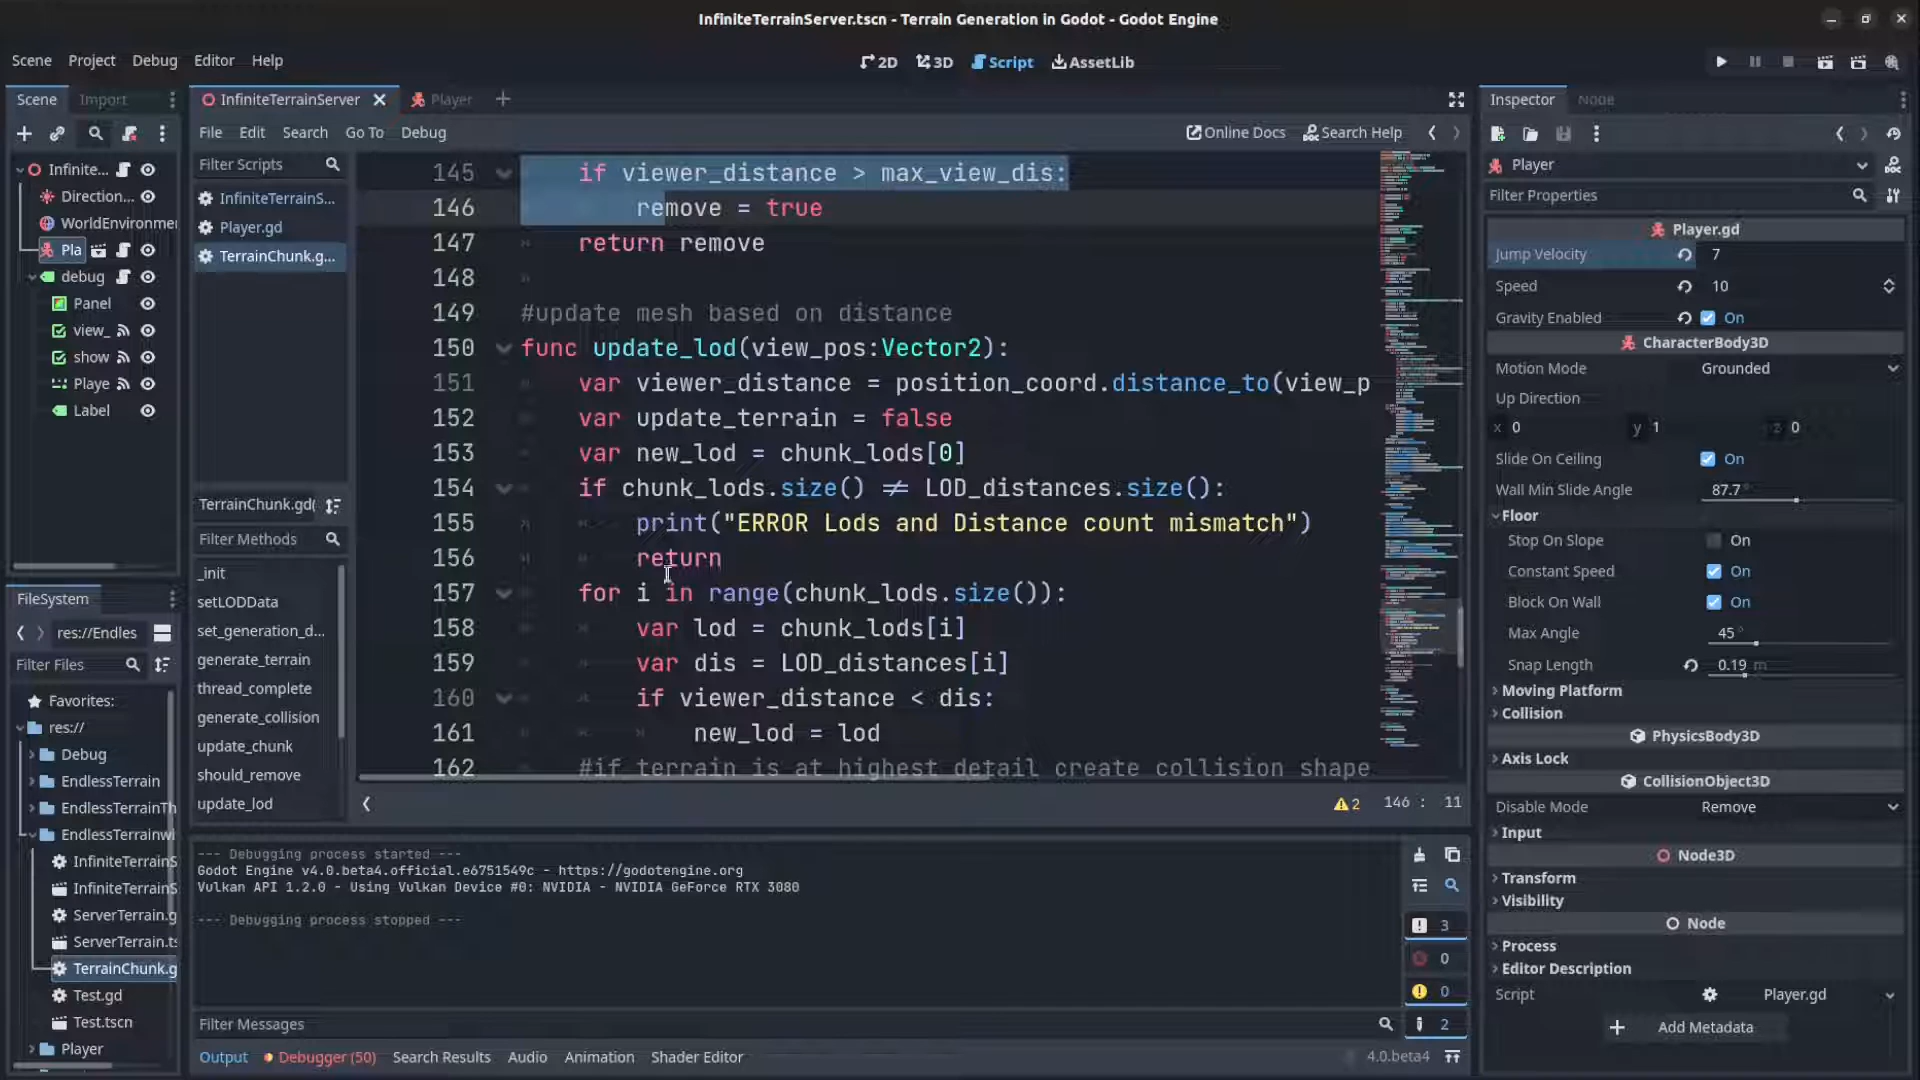 InfiniteTerrainServer.tscn - Terrain Generation in Godot - Godot Engine
Scene Project Debug Editor Help
2D 3D Script AssetLib
Scene Import
Infinite...
Direction...
WorldEnvironme
Pla
debug
Panel
view_
show
Playe
Label
FileSystem
res://Endles
Filter Files
Favorites:
res://
Debug
EndlessTerrain
EndlessTerrainTh
EndlessTerrainwi
InfiniteTerrainS
InfiniteTerrainS
ServerTerrain.g
ServerTerrain.ts
TerrainChunk.g
Test.gd
Test.tscn
Player
InfiniteTerrainServer Player
File Edit Search Go To Debug
Online Docs Search Help
Filter Scripts
InfiniteTerrainS...
Player.gd
TerrainChunk.g...
TerrainChunk.gd(
Filter Methods
_init
setLODData
set_generation_d...
generate_terrain
thread_complete
generate_collision
update_chunk
should_remove
update_lod
145 if viewer_distance > max_view_dis:
146 remove = true
147 return remove
148
149 #update mesh based on distance
150 func update_lod(view_pos:Vector2):
151 var viewer_distance = position_coord.distance_to(view_p
152 var update_terrain = false
153 var new_lod = chunk_lods[0]
154 if chunk_lods.size() ≠ LOD_distances.size():
155 print("ERROR Lods and Distance count mismatch")
156 return
157 for i in range(chunk_lods.size()):
158 var lod = chunk_lods[i]
159 var dis = LOD_distances[i]
160 if viewer_distance < dis:
161 new_lod = lod
162 #if terrain is at highest detail create collision shape
2 146 : 11
--- Debugging process started ---
Godot Engine v4.0.beta4.official.e6751549c - https://godotengine.org
Vulkan API 1.2.0 - Using Vulkan Device #0: NVIDIA - NVIDIA GeForce RTX 3080
--- Debugging process stopped ---
3
0
0
2
Filter Messages
Output Debugger (50) Search Results Audio Animation Shader Editor
4.0.beta4
Inspector Node
Player
Filter Properties
Player.gd
Jump Velocity 7
Speed 10
Gravity Enabled On
CharacterBody3D
Motion Mode Grounded
Up Direction
x 0 y 1 z 0
Slide On Ceiling On
Wall Min Slide Angle 87.7 °
Floor
Stop On Slope On
Constant Speed On
Block On Wall On
Max Angle 45 °
Snap Length 0.19 m
Moving Platform
Collision
PhysicsBody3D
Axis Lock
CollisionObject3D
Disable Mode Remove
Input
Node3D
Transform
Visibility
Node
Process
Editor Description
Script Player.gd
Add Metadata